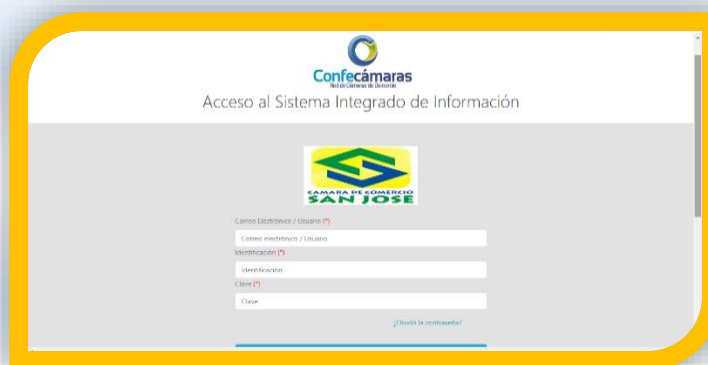 Confecámaras
Red de Cámaras de Comercio
Acceso al Sistema Integrado de Información
CAMARA DE COMERCIO
SAN JOSE
Correo Electrónico / Usuario (*)
Correo electrónico / Usuario
Identificación (*)
Identificación
Clave (*)
Clave
¿Olvidó la contraseña?